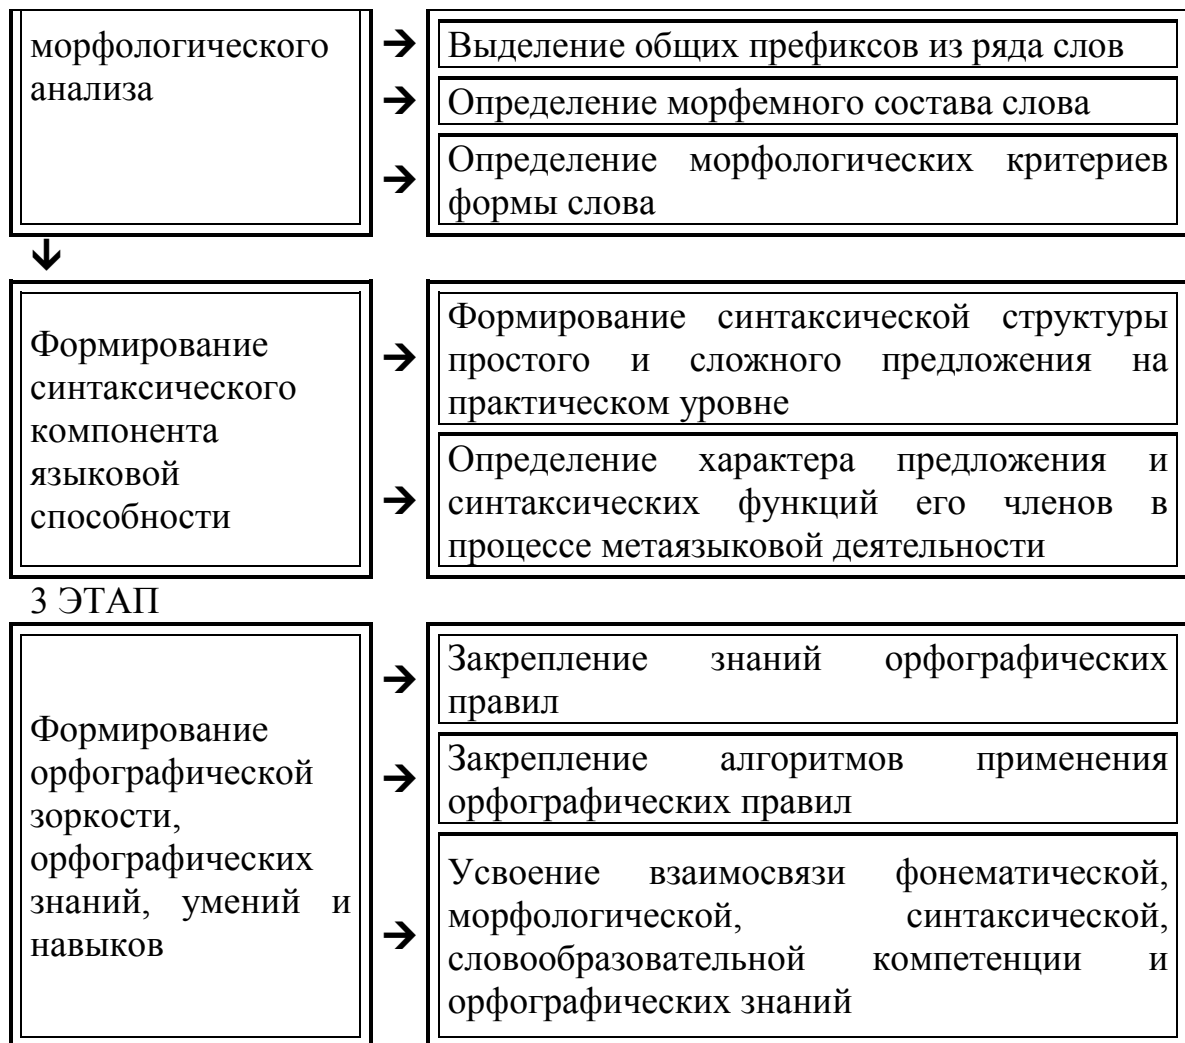 морфологического
анализа
➔
Выделение общих префиксов из ряда слов
➔
Определение морфемного состава слова
➔
Определение морфологических критериев
формы слова
Формирование
синтаксического
компонента
языковой
способности
➔
Формирование синтаксической структуры
простого и сложного предложения на
практическом уровне
➔
Определение характера предложения и
синтаксических функций его членов в
процессе метаязыковой деятельности
3 ЭТАП
Формирование
орфографической
зоркости,
орфографических
знаний, умений и
навыков
➔
Закрепление знаний орфографических
правил
➔
Закрепление алгоритмов применения
орфографических правил
➔
Усвоение взаимосвязи фонематической,
морфологической, синтаксической,
словообразовательной компетенции и
орфографических знаний